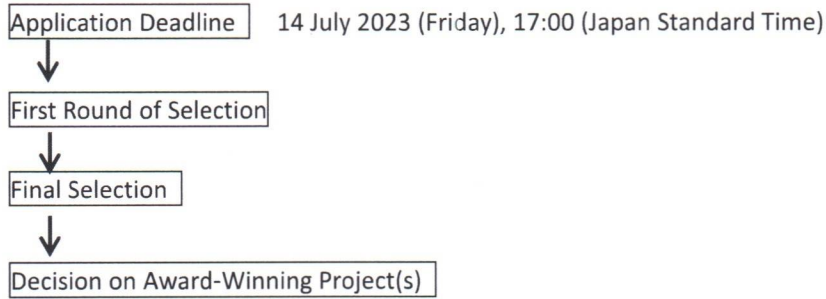 Application Deadline 14 July 2023 (Friday), 17:00 (Japan Standard Time)
First Round of Selection
Final Selection
Decision on Award-Winning Project(s)